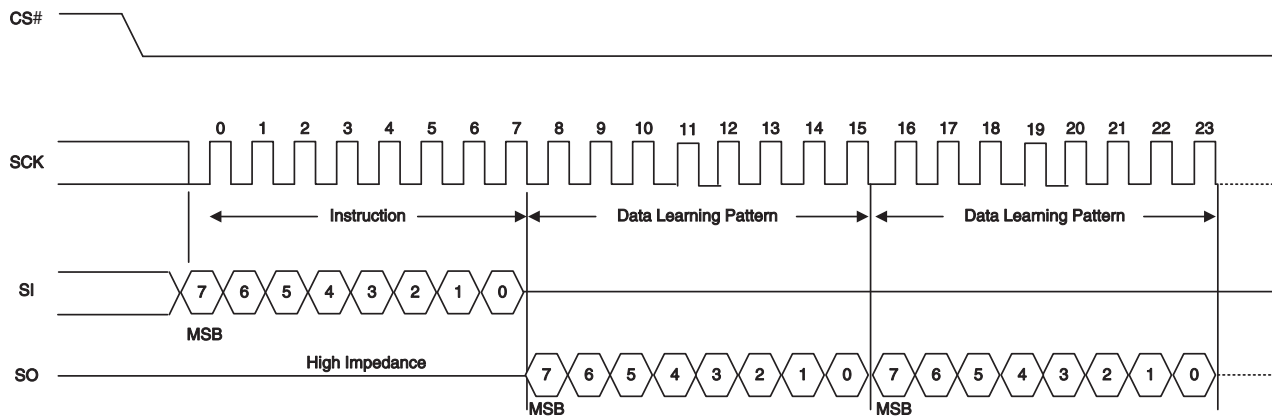 CS#
0 1 2 3 4 5 6 7 8 9 10 11 12 13 14 15 16 17 18 19 20 21 22 23
SCK
Instruction Data Learning Pattern Data Learning Pattern
SI 7 6 5 4 3 2 1 0
MSB
High Impedance
SO 7 6 5 4 3 2 1 0 7 6 5 4 3 2 1 0
MSB MSB